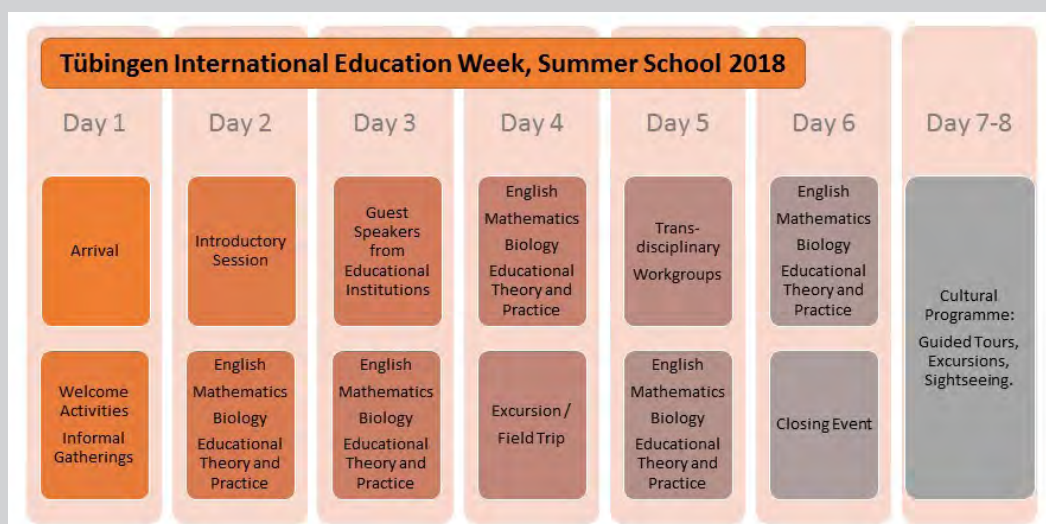 Tübingen International Education Week, Summer School 2018
Day 1
Arrival
Welcome
Activities
Informal
Gatherings
Day 2
Introductory
Session
English
Mathematics
Biology
Educational
Theory and
Practice
Day 3
Guest
Speakers
from
Educational
Institutions
English
Mathematics
Biology
Educational
Theory and
Practice
Day 4
English
Mathematics
Biology
Educational
Theory and
Practice
Excursion /
Field Trip
Day 5
Trans-
disciplinary
Workgroups
English
Mathematics
Biology
Educational
Theory and
Practice
Day 6
English
Mathematics
Biology
Educational
Theory and
Practice
Closing Event
Day 7-8
Cultural
Programme:
Guided Tours,
Excursions,
Sightseeing.